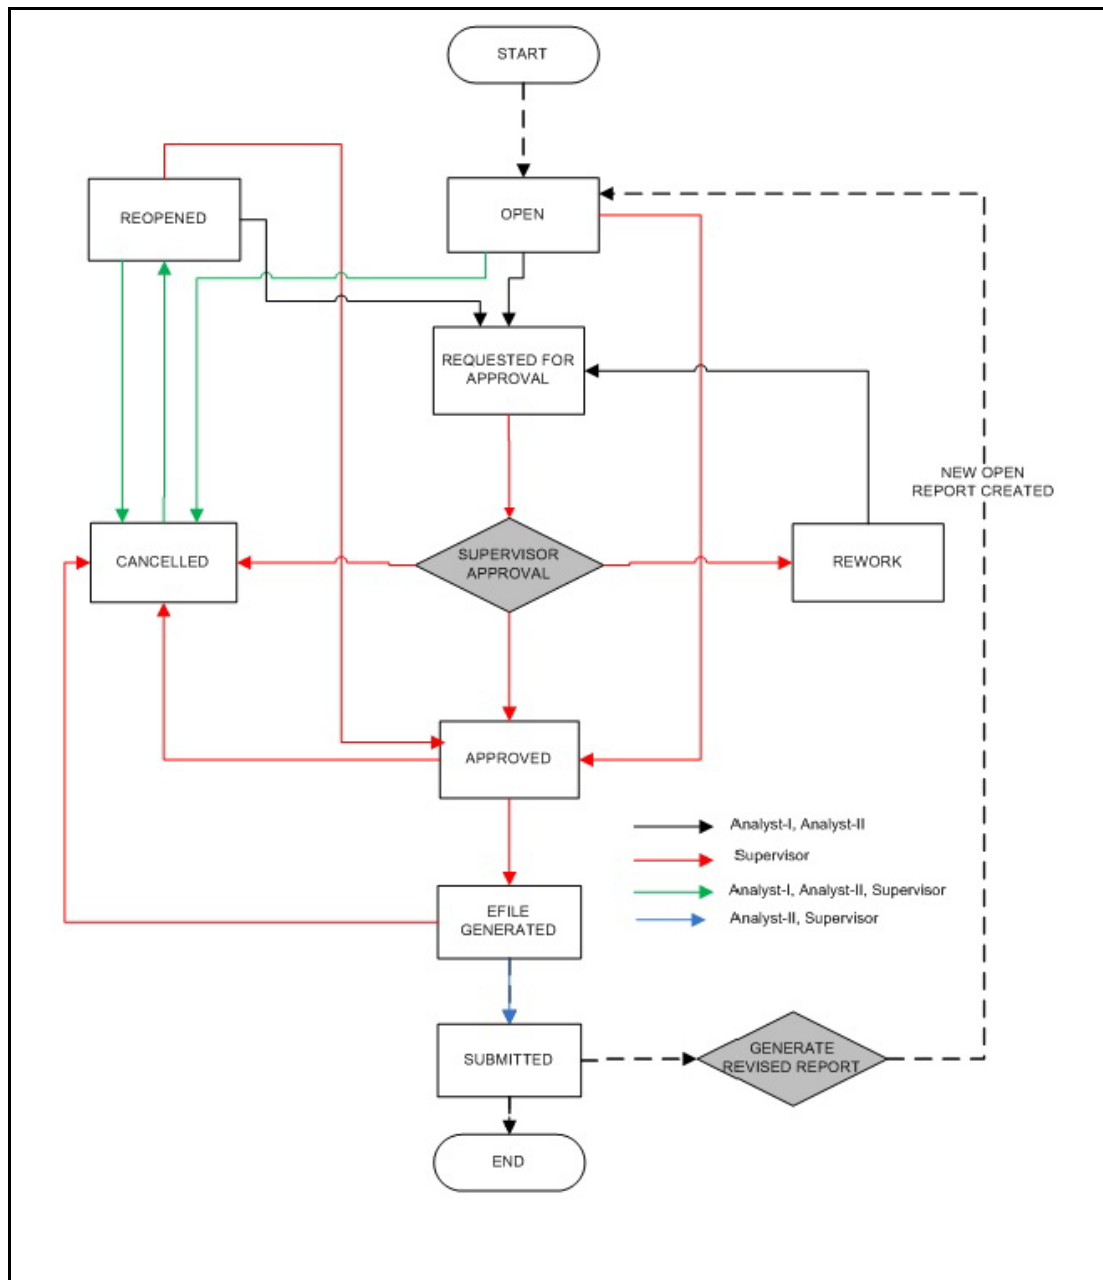 START
REOPENED
OPEN
REQUESTED FOR
APPROVAL
NEW OPEN
REPORT CREATED
CANCELLED
SUPERVISOR
APPROVAL
REWORK
APPROVED
Analyst-I, Analyst-II
Supervisor
Analyst-I, Analyst-II, Supervisor
Analyst-II, Supervisor
EFILE
GENERATED
SUBMITTED
GENERATE
REVISED REPORT
END